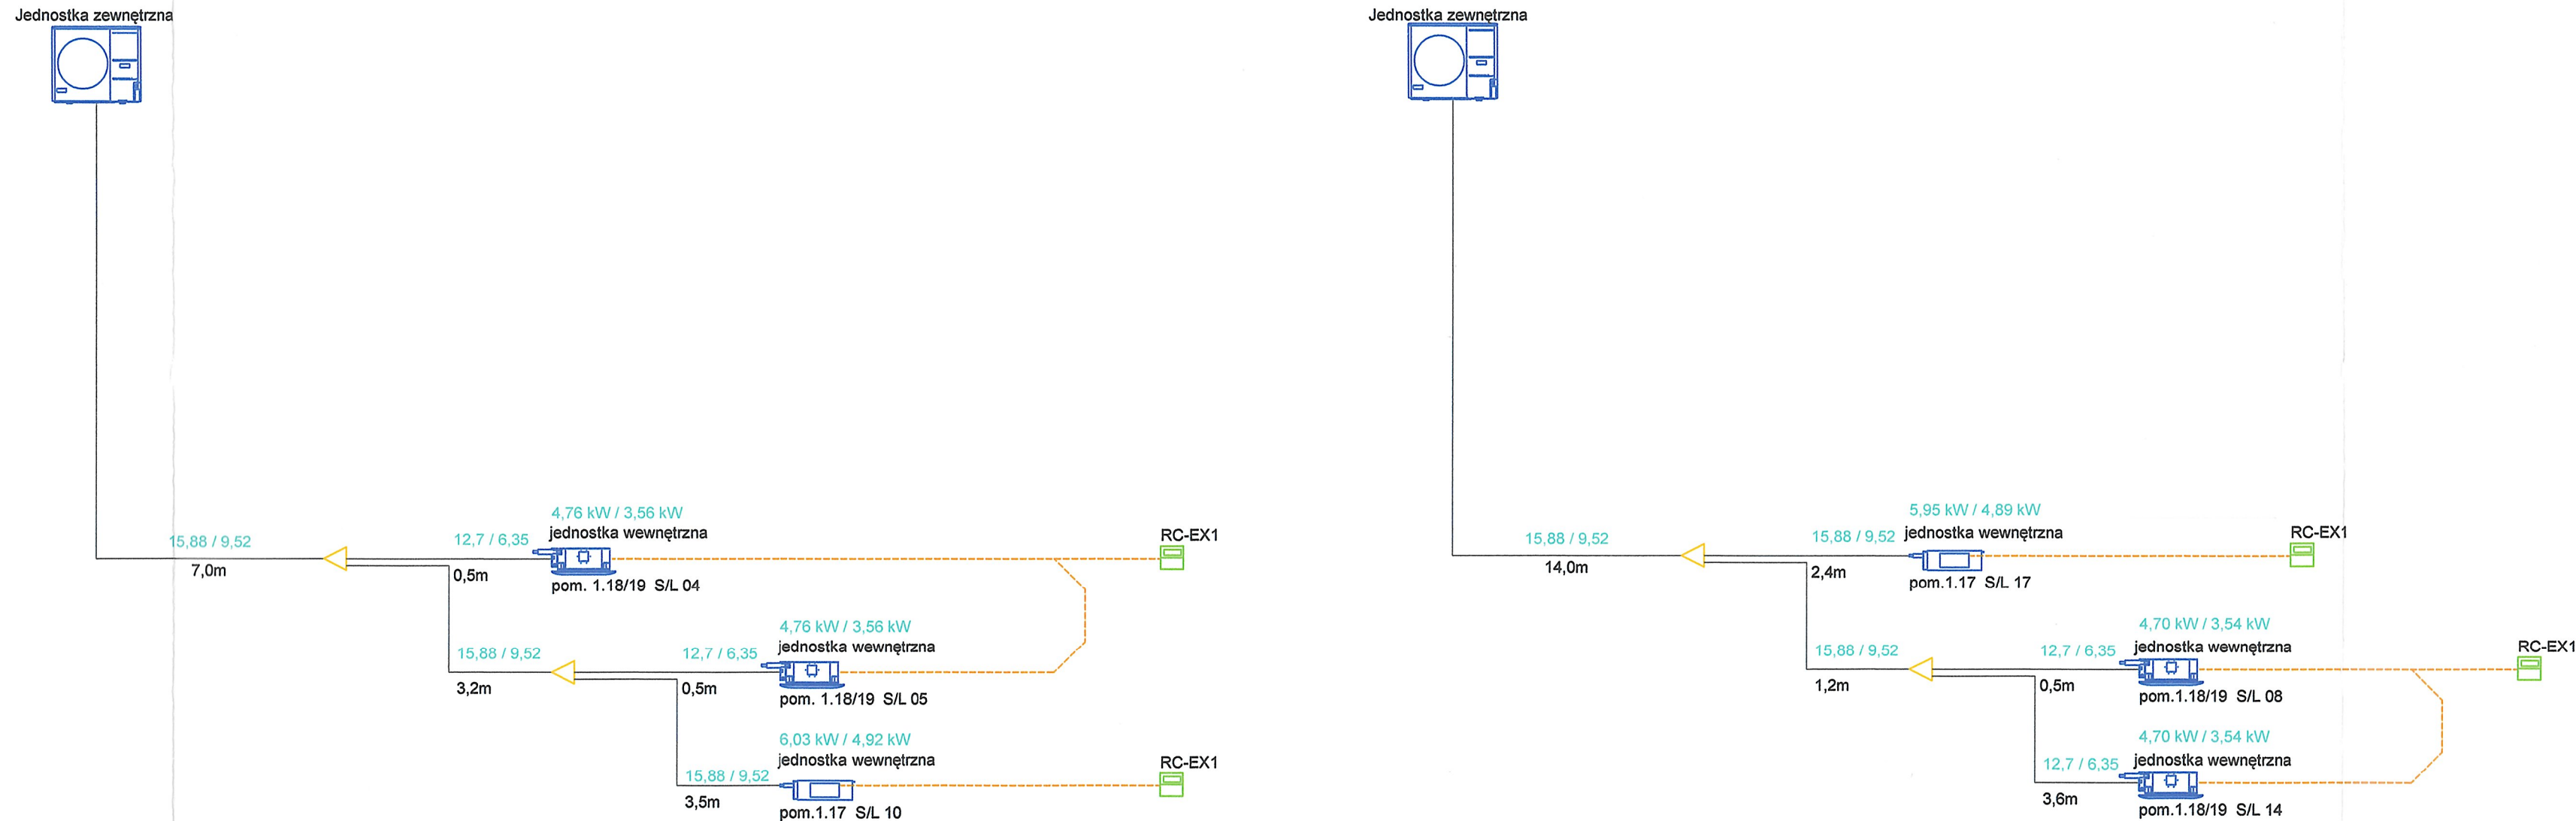 Jednostka zewnętrzna
4,76 kW / 3,56 kW
jednostka wewnętrzna
15,88 / 9,52
12,7 / 6,35
RC-EX1
7,0m
0,5m
pom. 1.18/19 S/L 04
4,76 kW / 3,56 kW
jednostka wewnętrzna
15,88 / 9,52
12,7 / 6,35
3,2m
0,5m
pom. 1.18/19 S/L 05
6,03 kW / 4,92 kW
jednostka wewnętrzna
15,88 / 9,52
RC-EX1
3,5m
pom.1.17 S/L 10
Jednostka zewnętrzna
5,95 kW / 4,89 kW
jednostka wewnętrzna
15,88 / 9,52
15,88 / 9,52
RC-EX1
14,0m
2,4m
pom.1.17 S/L 17
4,70 kW / 3,54 kW
jednostka wewnętrzna
15,88 / 9,52
12,7 / 6,35
RC-EX1
1,2m
0,5m
pom.1.18/19 S/L 08
4,70 kW / 3,54 kW
jednostka wewnętrzna
12,7 / 6,35
3,6m
pom.1.18/19 S/L 14